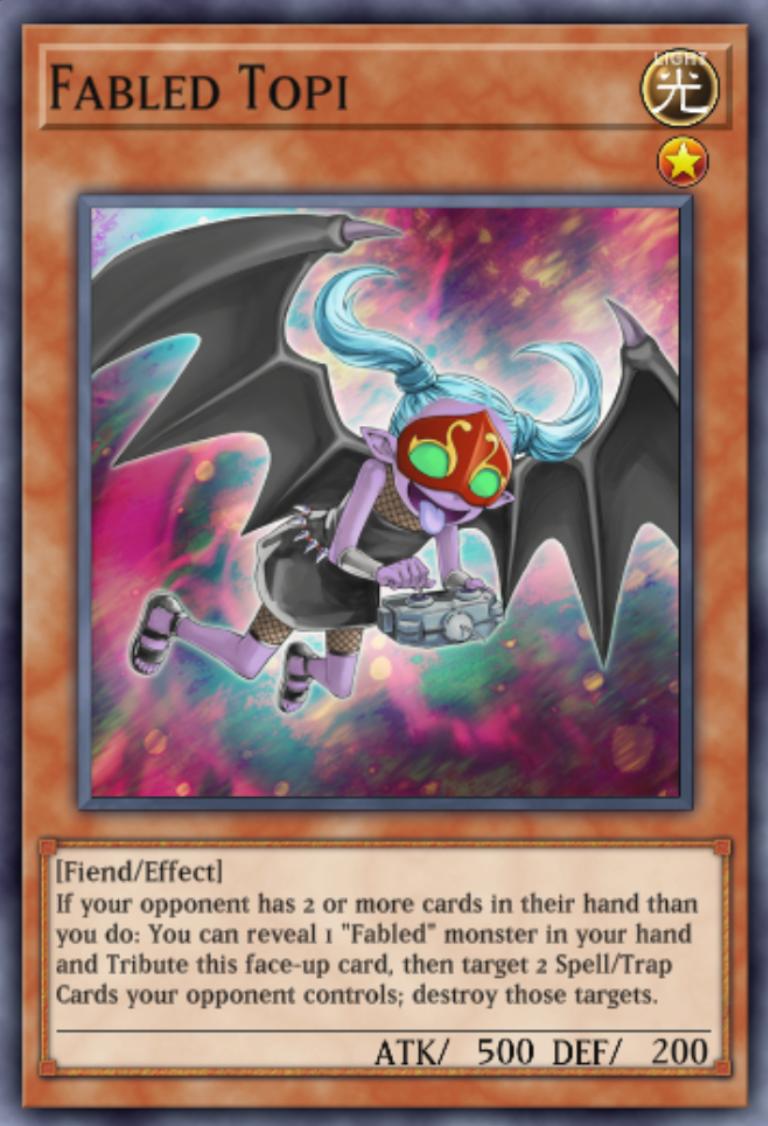 Fabled Topi
LIGHT
光
[Fiend/Effect]
If your opponent has 2 or more cards in their hand than
you do: You can reveal 1 "Fabled" monster in your hand
and Tribute this face-up card, then target 2 Spell/Trap
Cards your opponent controls; destroy those targets.
ATK/ 500 DEF/ 200